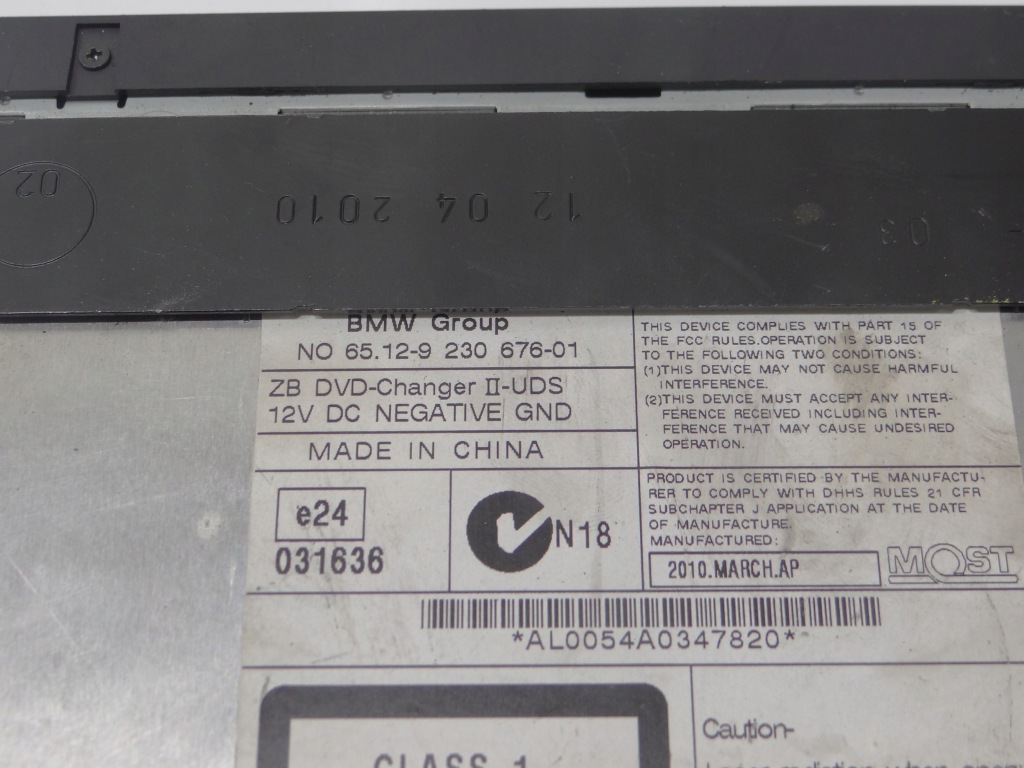 02
12 04 2010
03
BMW Group
NO 65.12-9 230 676-01
ZB DVD-Changer II-UDS
12V DC NEGATIVE GND
MADE IN CHINA
e24
031636
N18
THIS DEVICE COMPLIES WITH PART 15 OF
THE FCC RULES.OPERATION IS SUBJECT
TO THE FOLLOWING TWO CONDITIONS:
(1)THIS DEVICE MAY NOT CAUSE HARMFUL
INTERFERENCE.
(2)THIS DEVICE MUST ACCEPT ANY INTER-
FERENCE RECEIVED INCLUDING INTER-
FERENCE THAT MAY CAUSE UNDESIRED
OPERATION.
PRODUCT IS CERTIFIED BY THE MANUFACTU-
RER TO COMPLY WITH DHHS RULES 21 CFR
SUBCHAPTER J APPLICATION AT THE DATE
OF MANUFACTURE.
MANUFACTURED:
2010.MARCH.AP
MOST
*AL0054A0347820*
CLASS 1
Caution-